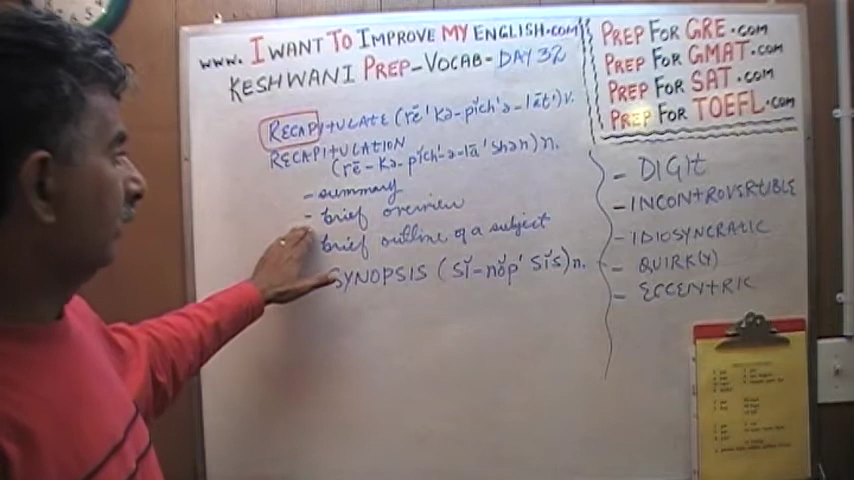 www. I WANT TO IMPROVE MY ENGLISH.com
KESHWANI PREP-VOCAB-DAY 32
PREP FOR GRE.com
PREP FOR GMAT.com
PREP FOR SAT.com
PREP FOR TOEFL.com
RECAPITULATE (rē'kə-pĭch'ə-lāt') v.
RECAPITULATION
(rē-kə-pĭch-ə-lā'shən) n.
- summary
- brief overview
brief outline of a subject
SYNOPSIS (sĭ-nŏp'sĭs) n.
- DIGIT
- INCONTROVERTIBLE
- IDIOSYNCRATIC
- QUIRK(Y)
- ECCENTRIC